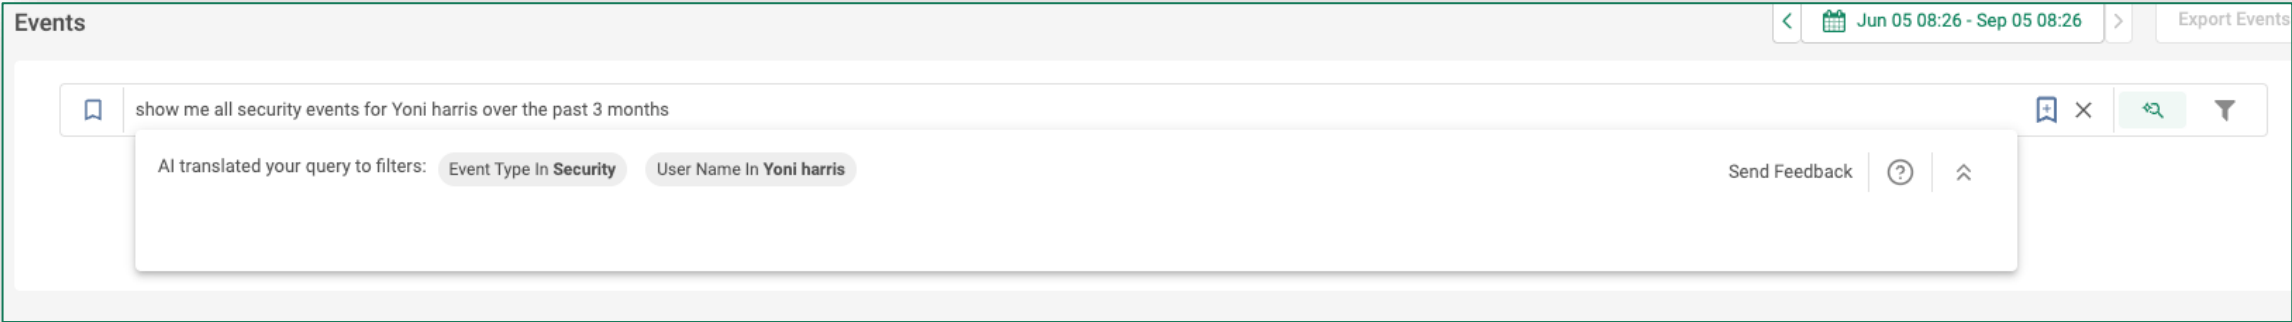 Events
Jun 05 08:26 - Sep 05 08:26
Export Events
show me all security events for Yoni harris over the past 3 months
AI translated your query to filters: Event Type In Security User Name In Yoni harris
Send Feedback